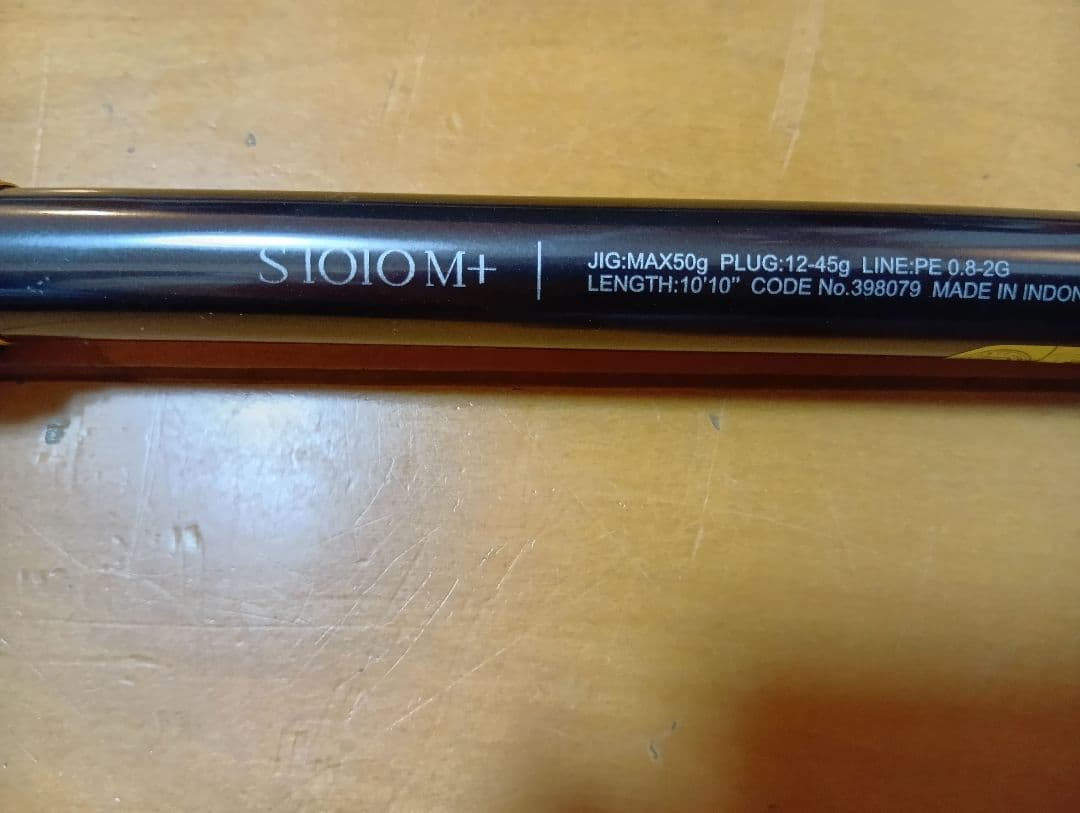 S1010M+
JIG:MAX50g PLUG:12-45g LINE:PE 0.8-2G
LENGTH:10'10" CODE No.398079 MADE IN INDON